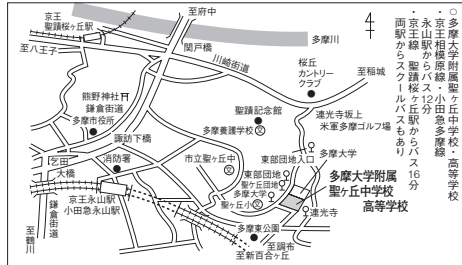 ○多摩大学附属聖ヶ丘中学校・高等学校
・京王相模原線・小田急多摩線
永山駅からバス12分
・京王線 聖蹟桜ヶ丘駅からバス16分
両駅からスクールバスもあり
京王
聖蹟桜ヶ丘駅
至府中
多摩川
至八王子
関戸橋
川崎街道
至稲城
桜丘
カントリー
クラブ
熊野神社
鎌倉街道
多摩市役所
聖蹟記念館
連光寺坂上
米軍多摩ゴルフ場
諏訪下橋
多摩養護学校
文
多摩大学
東部団地入口
消防署
市立聖ヶ丘中
文
乞田
大橋
東部団地
聖ヶ丘団地
多摩大学
聖ヶ丘小
文
多摩大学附属
聖ヶ丘中学校
高等学校
京王永山駅
小田急永山駅
連光寺
鎌倉街道
至鶴川
多摩東公園
至調布
至新百合ヶ丘